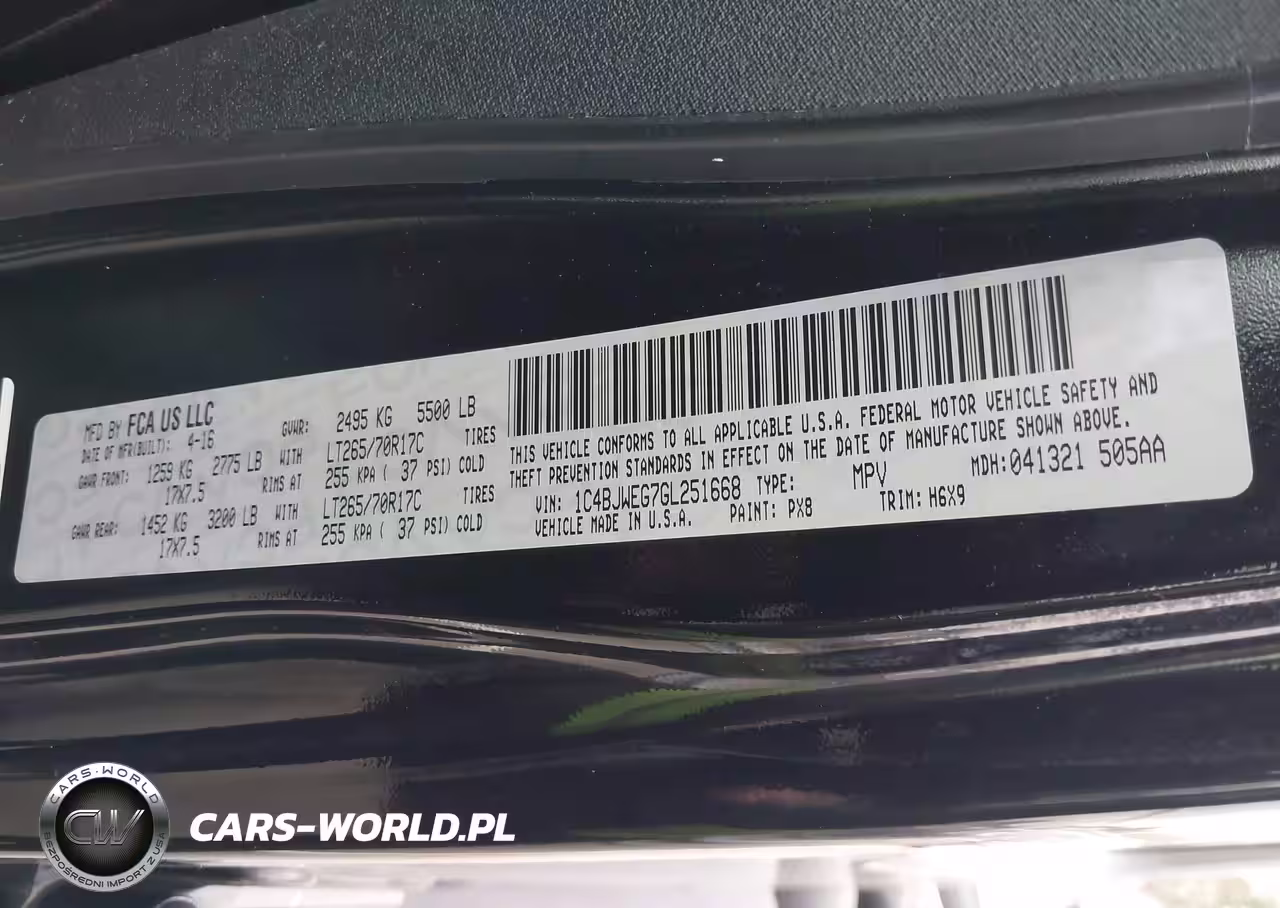 MFD BY FCA US LLC
DATE OF MFR(BUILT): 4-16
GVWR: 2495 KG 5500 LB
GAWR FRONT: 1259 KG 2775 LB WITH LT265/70R17C TIRES
17X7.5 RIMS AT 255 KPA ( 37 PSI) COLD
GAWR REAR: 1452 KG 3200 LB WITH LT265/70R17C TIRES
17X7.5 RIMS AT 255 KPA ( 37 PSI) COLD
THIS VEHICLE CONFORMS TO ALL APPLICABLE U.S.A. FEDERAL MOTOR VEHICLE SAFETY AND
THEFT PREVENTION STANDARDS IN EFFECT ON THE DATE OF MANUFACTURE SHOWN ABOVE.
VIN: 1C4BJWEG7GL251668 TYPE: MPV MDH:041321 505AA
VEHICLE MADE IN U.S.A. PAINT: PX8 TRIM: H6X9
CARS-WORLD
CW
BEZPOŚREDNI IMPORT Z USA
CARS-WORLD.PL